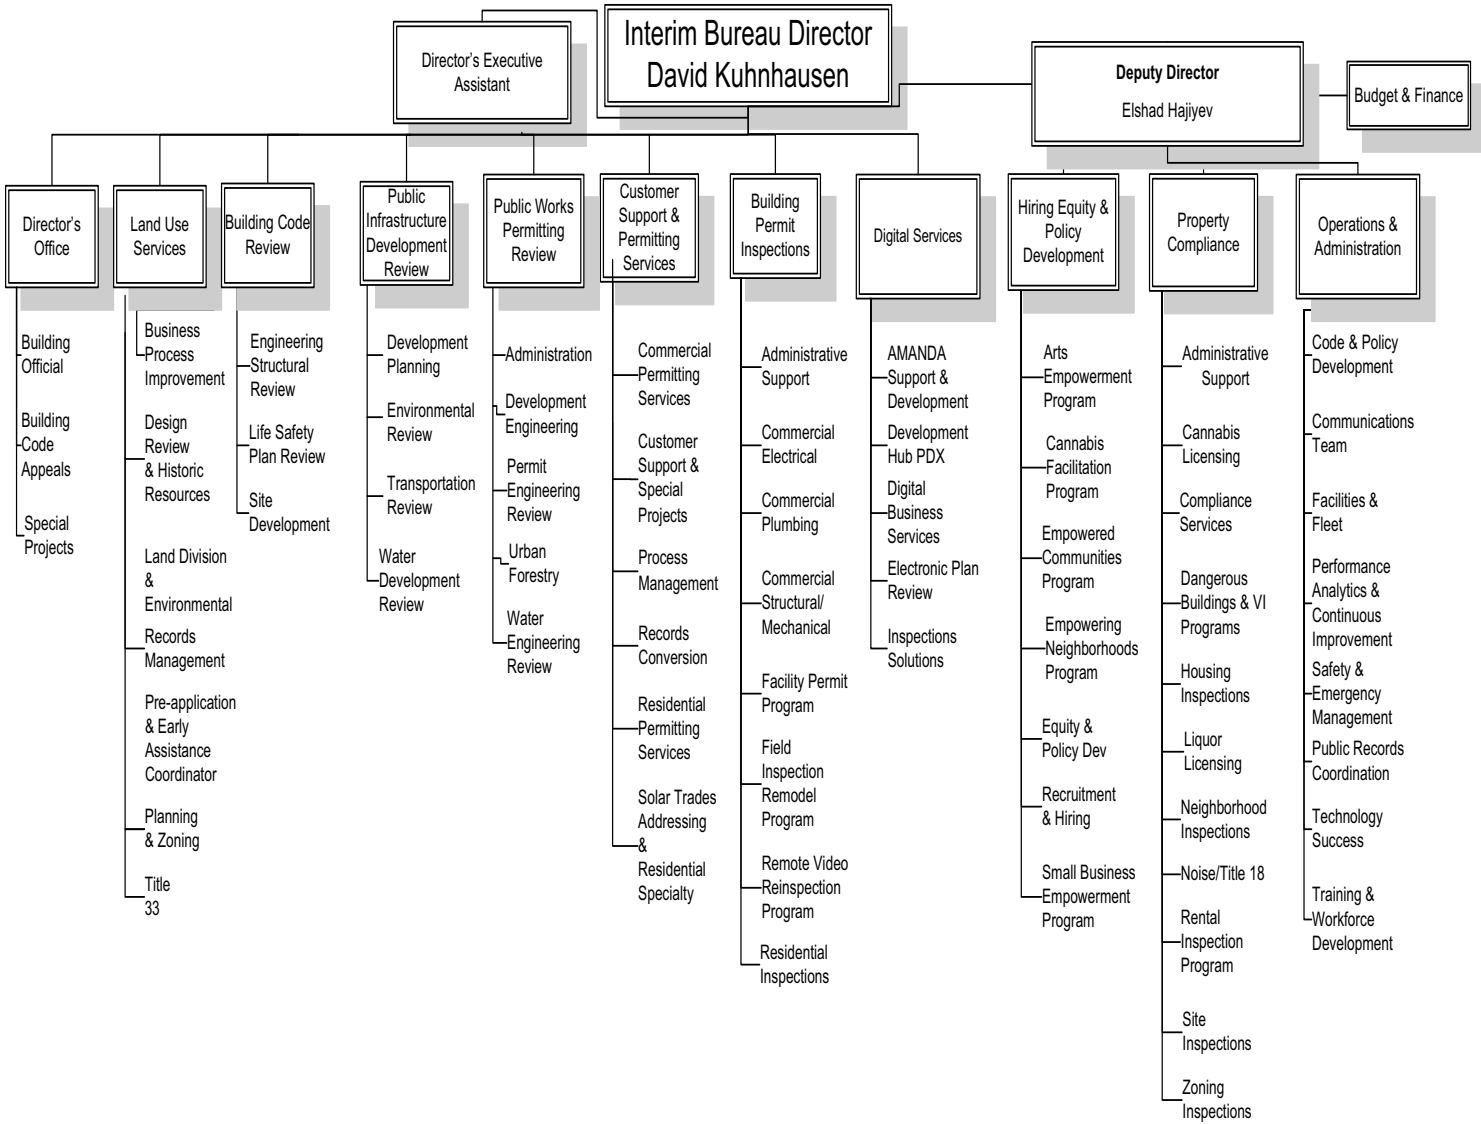 Interim Bureau Director
David Kuhnhausen
Director's Executive
Assistant
Deputy Director
Elshad Hajiyev
Budget & Finance
Director's
Office
Building
Official
Building
Code
Appeals
Special
Projects
Land Use
Services
Business
Process
Improvement
Design
Review
& Historic
Resources
Land Division
&
Environmental
Records
Management
Pre-application
& Early
Assistance
Coordinator
Planning
& Zoning
Title
33
Building Code
Review
Engineering
Structural
Review
Life Safety
Plan Review
Site
Development
Public
Infrastructure
Development
Review
Development
Planning
Environmental
Review
Transportation
Review
Water
Development
Review
Public Works
Permitting
Review
Administration
Development
Engineering
Permit
Engineering
Review
Urban
Forestry
Water
Engineering
Review
Customer
Support &
Permitting
Services
Commercial
Permitting
Services
Customer
Support &
Special
Projects
Process
Management
Records
Conversion
Residential
Permitting
Services
Solar Trades
Addressing
&
Residential
Specialty
Building
Permit
Inspections
Administrative
Support
Commercial
Electrical
Commercial
Plumbing
Commercial
Structural/
Mechanical
Facility Permit
Program
Field
Inspection
Remodel
Program
Remote Video
Reinspection
Program
Residential
Inspections
Digital Services
AMANDA
Support &
Development
Development
Hub PDX
Digital
Business
Services
Electronic Plan
Review
Inspections
Solutions
Hiring Equity &
Policy
Development
Arts
Empowerment
Program
Cannabis
Facilitation
Program
Empowered
Communities
Program
Empowering
Neighborhoods
Program
Equity &
Policy Dev
Recruitment
& Hiring
Small Business
Empowerment
Program
Property
Compliance
Administrative
Support
Cannabis
Licensing
Compliance
Services
Dangerous
Buildings & VI
Programs
Housing
Inspections
Liquor
Licensing
Neighborhood
Inspections
Noise/Title 18
Rental
Inspection
Program
Site
Inspections
Zoning
Inspections
Operations &
Administration
Code & Policy
Development
Communications
Team
Facilities &
Fleet
Performance
Analytics &
Continuous
Improvement
Safety &
Emergency
Management
Public Records
Coordination
Technology
Success
Training &
Workforce
Development